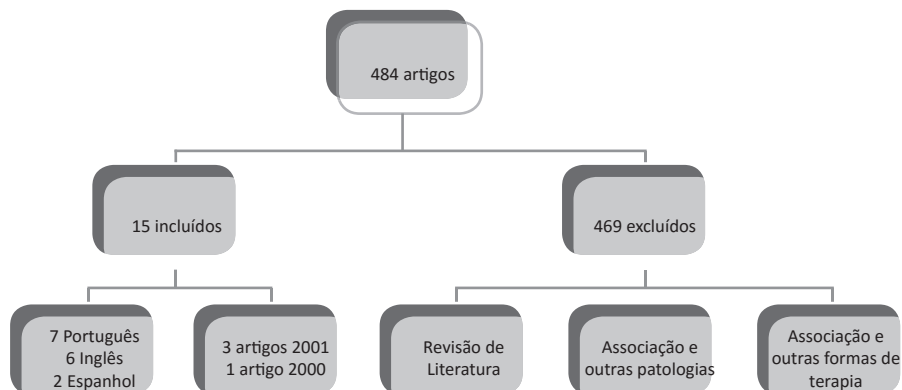 484 artigos
15 incluídos
469 excluídos
7 Português
6 Inglês
2 Espanhol
3 artigos 2001
1 artigo 2000
Revisão de
Literatura
Associação e
outras patologias
Associação e
outras formas de
terapia